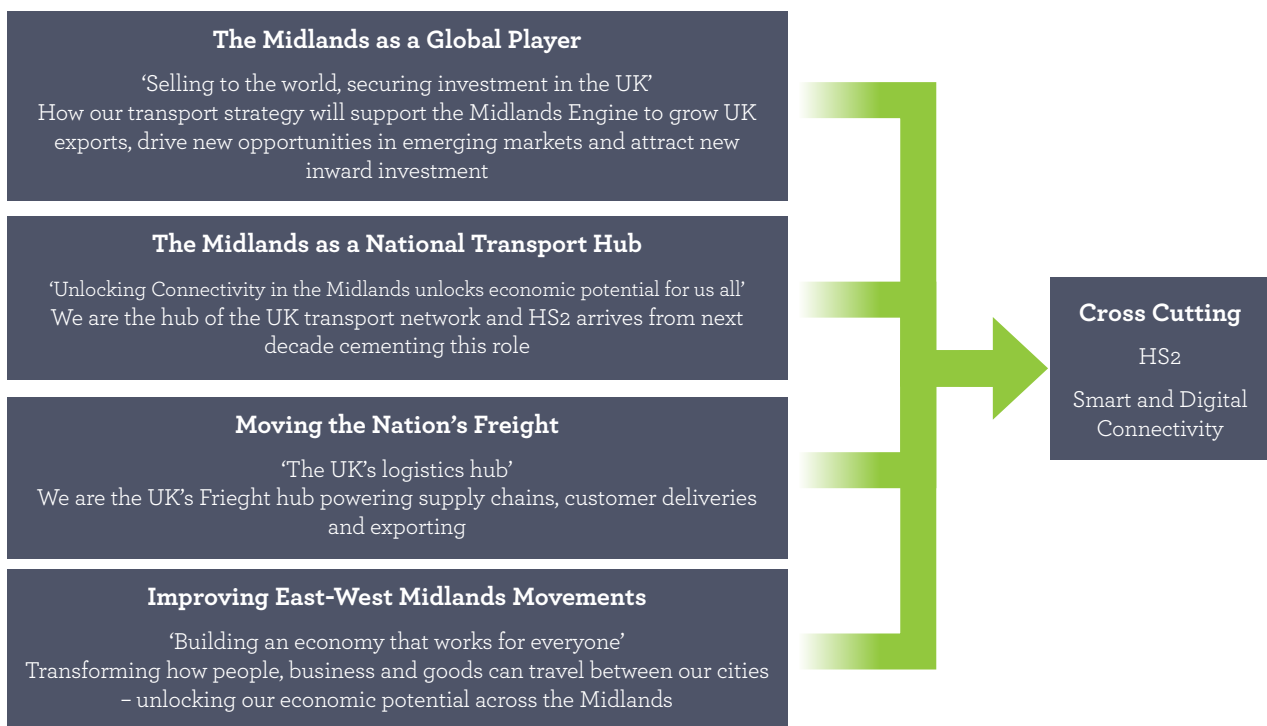 The Midlands as a Global Player
‘Selling to the world, securing investment in the UK’
How our transport strategy will support the Midlands Engine to grow UK
exports, drive new opportunities in emerging markets and attract new
inward investment
The Midlands as a National Transport Hub
‘Unlocking Connectivity in the Midlands unlocks economic potential for us all’
We are the hub of the UK transport network and HS2 arrives from next
decade cementing this role
Moving the Nation’s Freight
‘The UK’s logistics hub’
We are the UK’s Frieght hub powering supply chains, customer deliveries
and exporting
Improving East-West Midlands Movements
‘Building an economy that works for everyone’
Transforming how people, business and goods can travel between our cities
– unlocking our economic potential across the Midlands
Cross Cutting
HS2
Smart and Digital
Connectivity